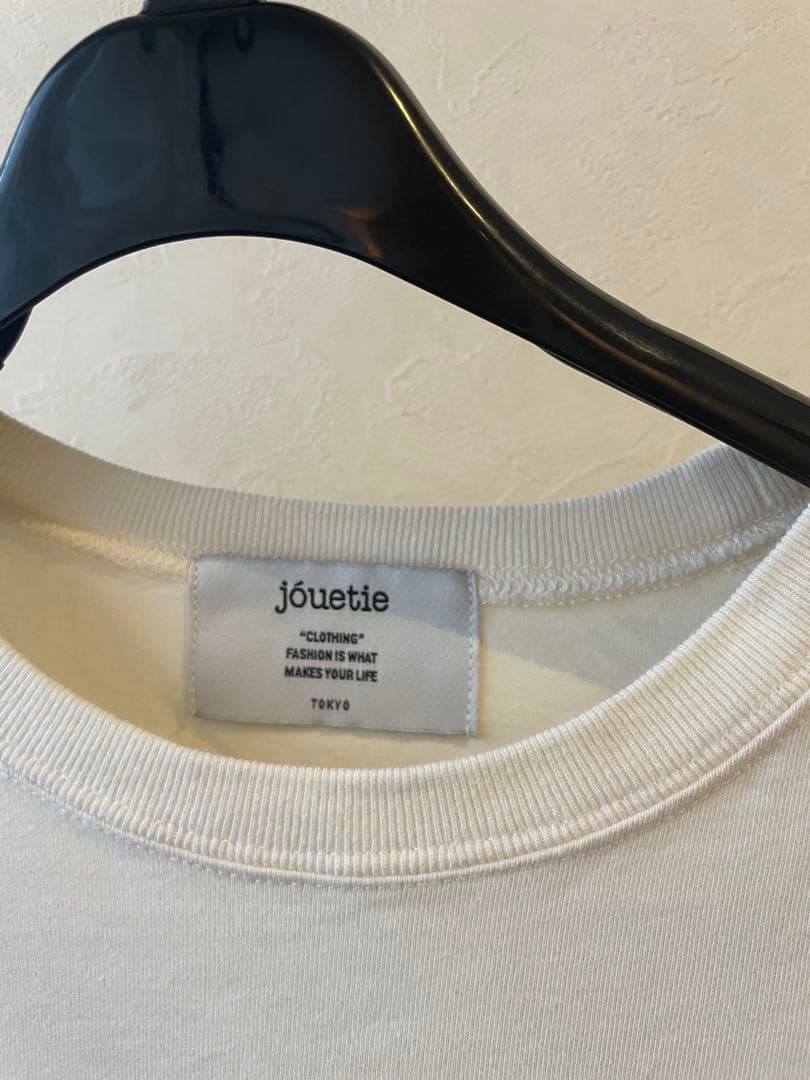 jóuetie
"CLOTHING"
FASHION IS WHAT
MAKES YOUR LIFE
TOKYO